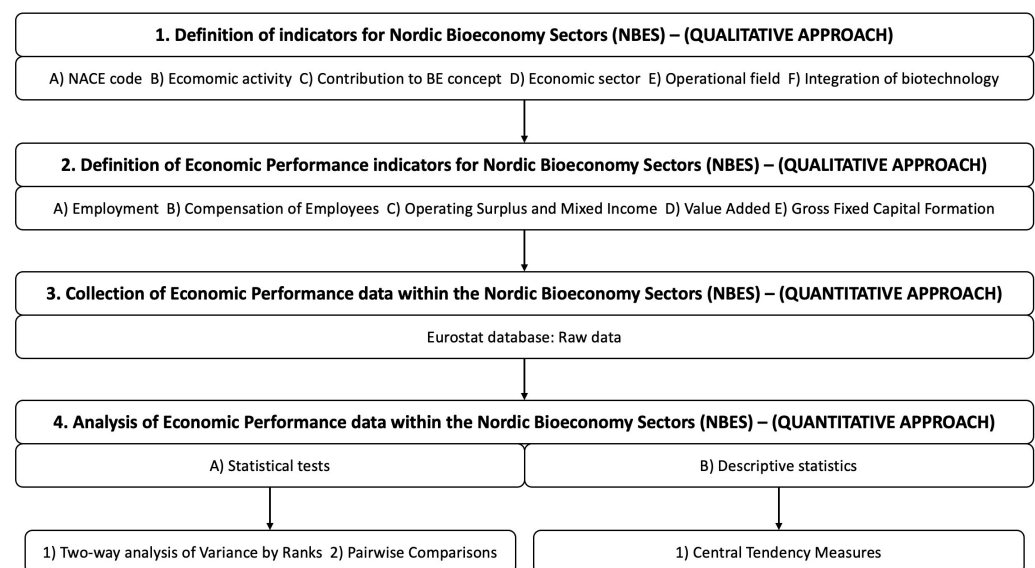 1. Definition of indicators for Nordic Bioeconomy Sectors (NBES) – (QUALITATIVE APPROACH)
A) NACE code B) Ecomomic activity C) Contribution to BE concept D) Economic sector E) Operational field F) Integration of biotechnology
2. Definition of Economic Performance indicators for Nordic Bioeconomy Sectors (NBES) – (QUALITATIVE APPROACH)
A) Employment B) Compensation of Employees C) Operating Surplus and Mixed Income D) Value Added E) Gross Fixed Capital Formation
3. Collection of Economic Performance data within the Nordic Bioeconomy Sectors (NBES) – (QUANTITATIVE APPROACH)
Eurostat database: Raw data
4. Analysis of Economic Performance data within the Nordic Bioeconomy Sectors (NBES) – (QUANTITATIVE APPROACH)
A) Statistical tests
B) Descriptive statistics
1) Two-way analysis of Variance by Ranks 2) Pairwise Comparisons
1) Central Tendency Measures